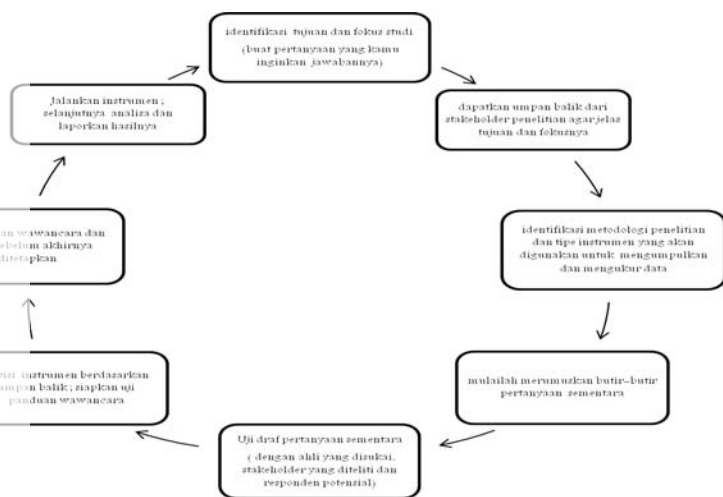 identifikasi tujuan dan fokus studi
(buat pertanyaan yang kamu
inginkan jawabannya)
dapatkan umpan balik dari
stakeholder penelitian agar jelas
tujuan dan fokusnya
identifikasi metodologi penelitian
dan tipe instrumen yang akan
digunakan untuk mengumpulkan
dan mengukur data
mulailah merumuskan butir-butir
pertanyaan sementara
Uji draf pertanyaan sementara
( dengan ahli yang disukai,
stakeholder yang diteliti dan
responden potensial)
instrumen berdasarkan
balik ; siapkan uji
panduan wawancara
wawancara dan
akhirnya
ditetapkan
Jalankan instrumen ;
selanjutnya analisa dan
laporkan hasilnya